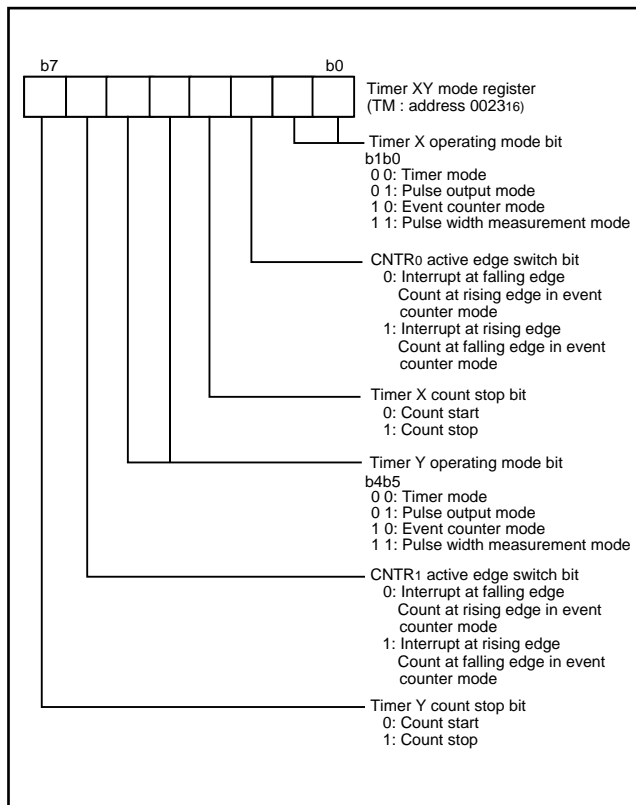 b7 b0
Timer XY mode register
(TM : address 002316)
Timer X operating mode bit
b1b0
0 0: Timer mode
0 1: Pulse output mode
1 0: Event counter mode
1 1: Pulse width measurement mode
CNTR0 active edge switch bit
0: Interrupt at falling edge
Count at rising edge in event
counter mode
1: Interrupt at rising edge
Count at falling edge in event
counter mode
Timer X count stop bit
0: Count start
1: Count stop
Timer Y operating mode bit
b4b5
0 0: Timer mode
0 1: Pulse output mode
1 0: Event counter mode
1 1: Pulse width measurement mode
CNTR1 active edge switch bit
0: Interrupt at falling edge
Count at rising edge in event
counter mode
1: Interrupt at rising edge
Count at falling edge in event
counter mode
Timer Y count stop bit
0: Count start
1: Count stop